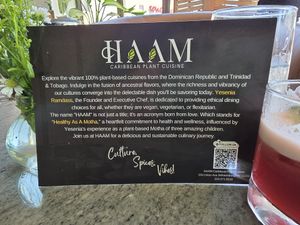 HAAM
CARIBBEAN PLANT CUISINE
Explore the vibrant 100% plant-based cuisines from the Dominican Republic and Trinidad
& Tobago. Indulge in the fusion of ancestral flavors, where the richness and vibrancy of
our cultures converge into the delectable dish you'll be savoring today. Yesenia
Ramdass, the Founder and Executive Chef, is dedicated to providing ethical dining
choices for all, whether they are vegan, vegetarian, or flexitarian.
The name "HAAM" is not just a title; it's an acronym born from love. Which stands for
"Healthy As A Motha," a heartfelt commitment to health and wellness, influenced by
Yesenia's experience as a plant-based Motha of three amazing children.
Join us at HAAM for a delicious and sustainable culinary journey.
Culture,
Spices,
Vibes!